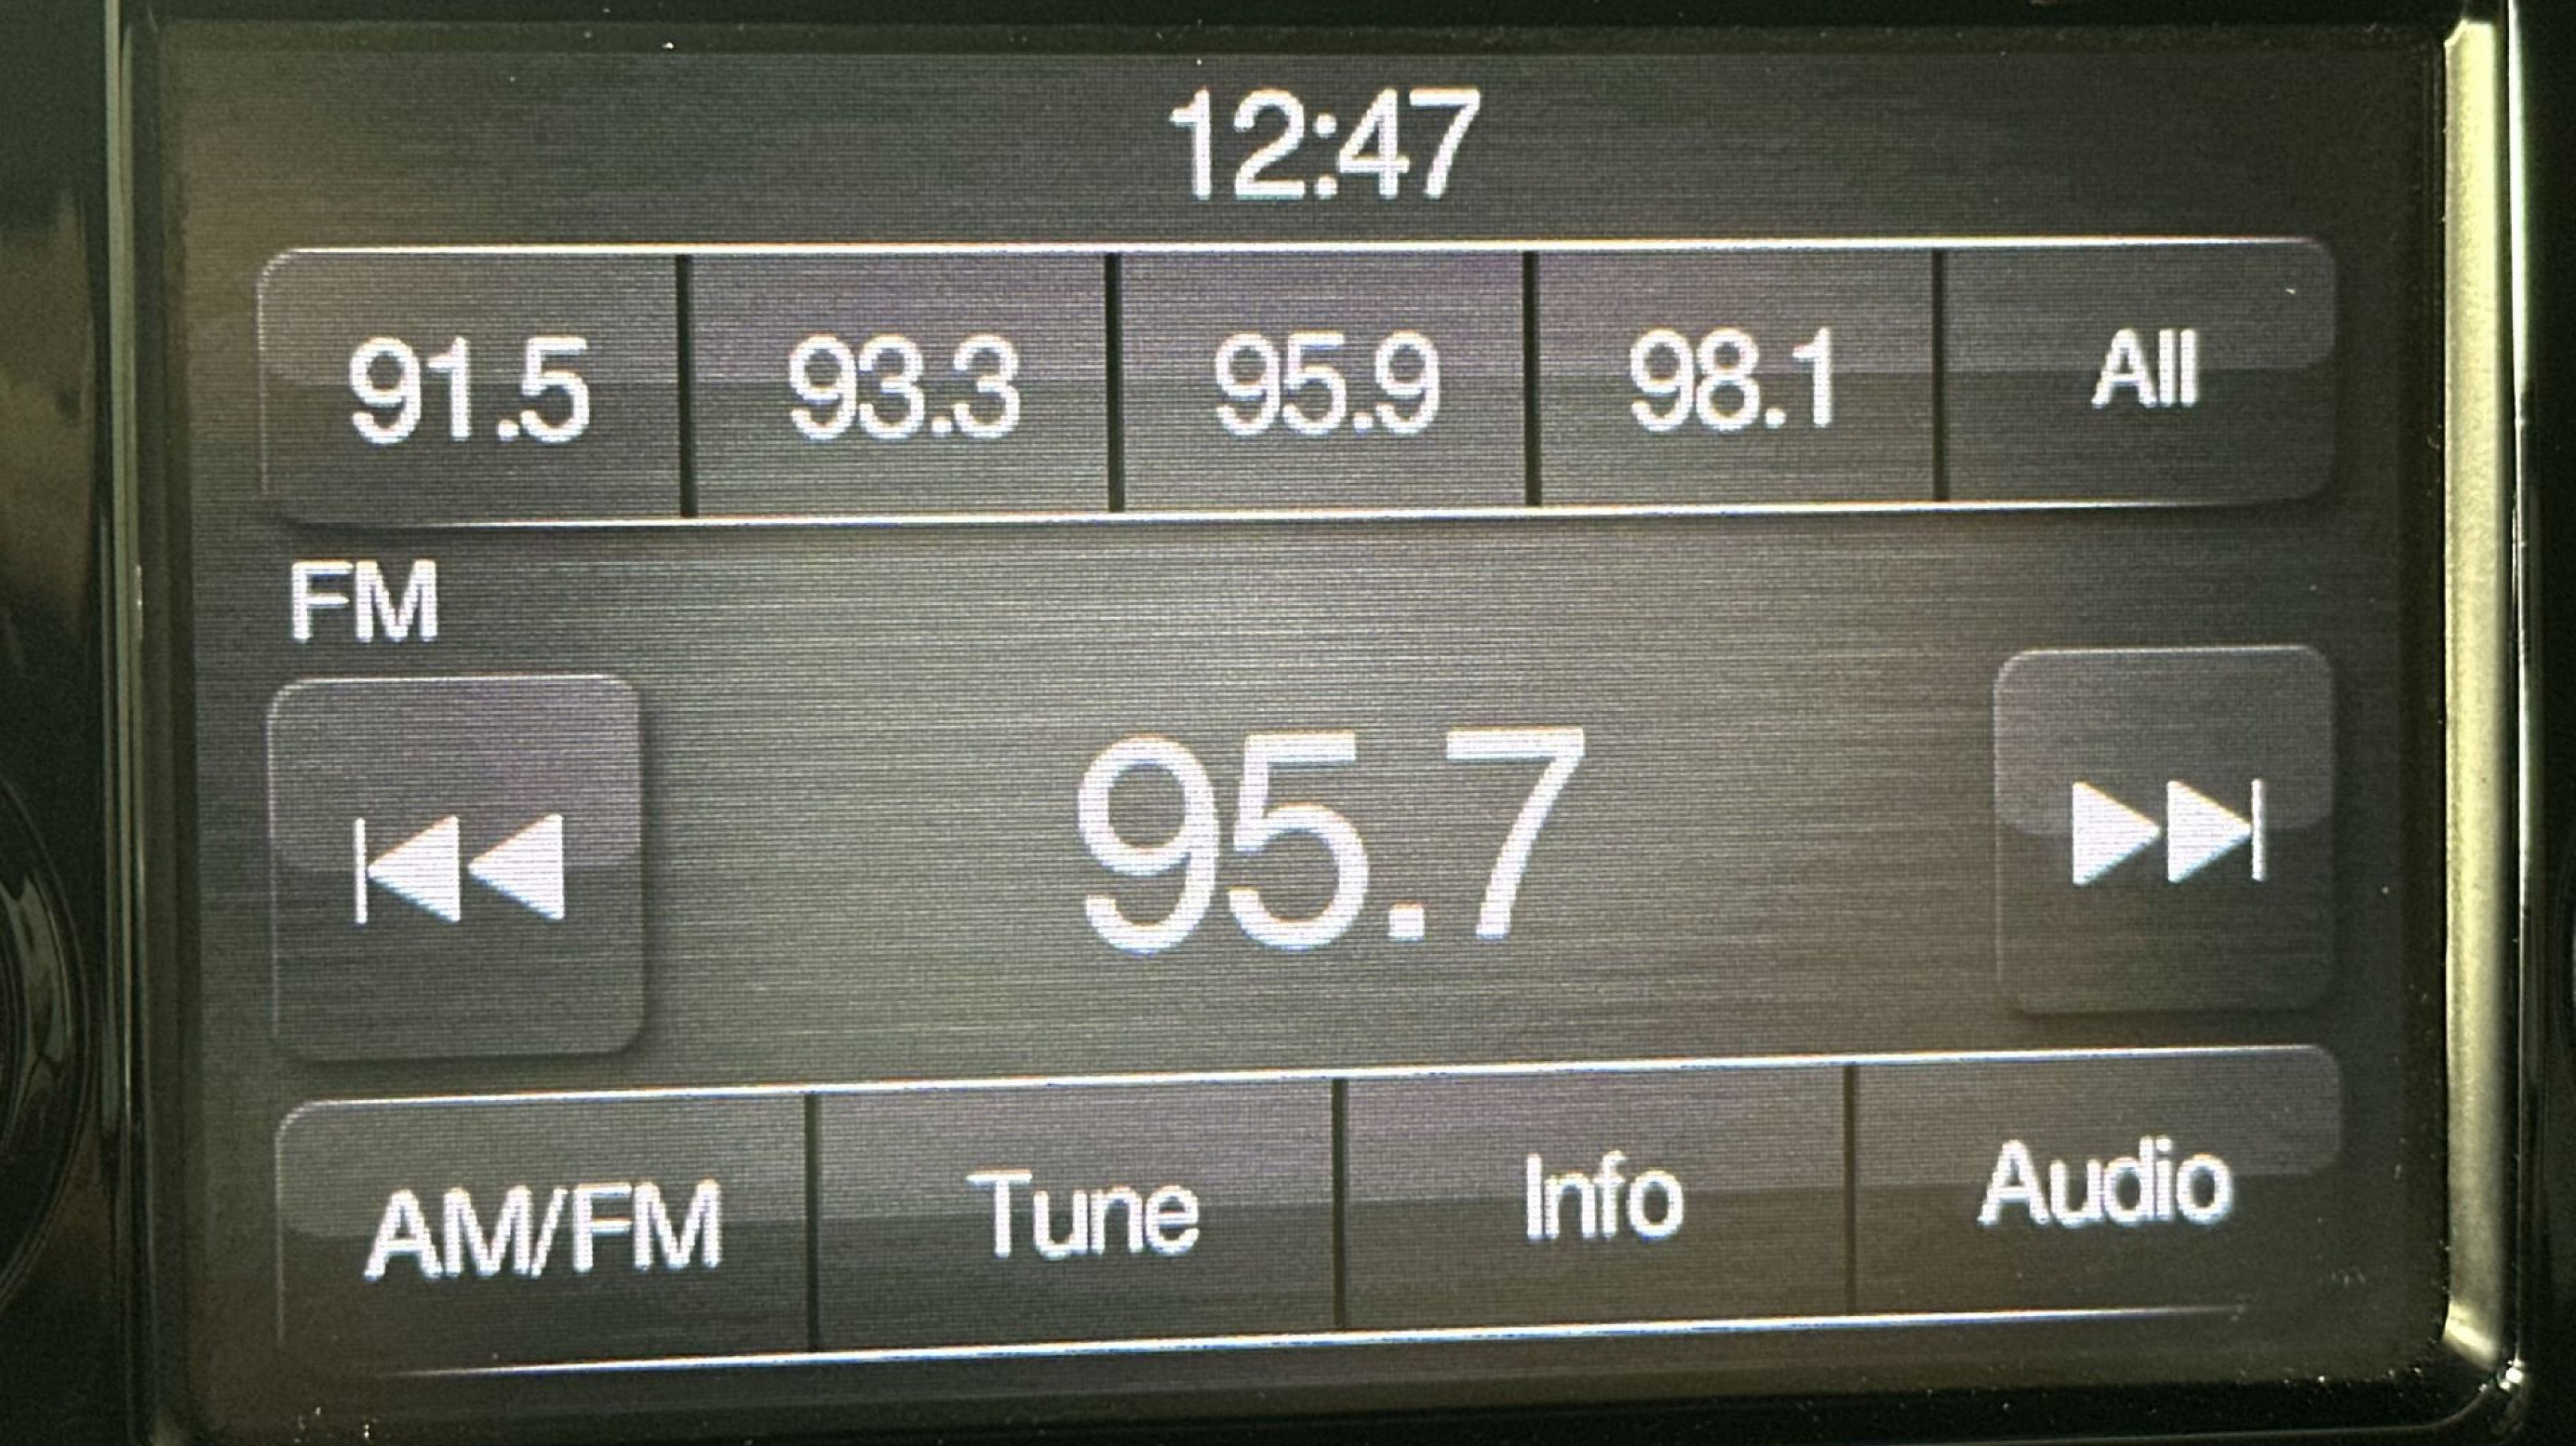 12:47
91.5 93.3 95.9 98.1 All
FM
95.7
AM/FM Tune Info Audio